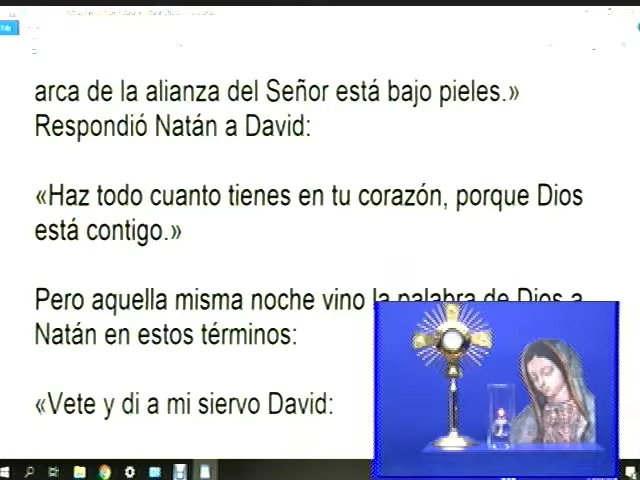 arca de la alianza del Señor está bajo pieles.»
Respondió Natán a David:
«Haz todo cuanto tienes en tu corazón, porque Dios
está contigo.»
Pero aquella misma noche vino la palabra de Dios a
Natán en estos términos:
«Vete y di a mi siervo David: